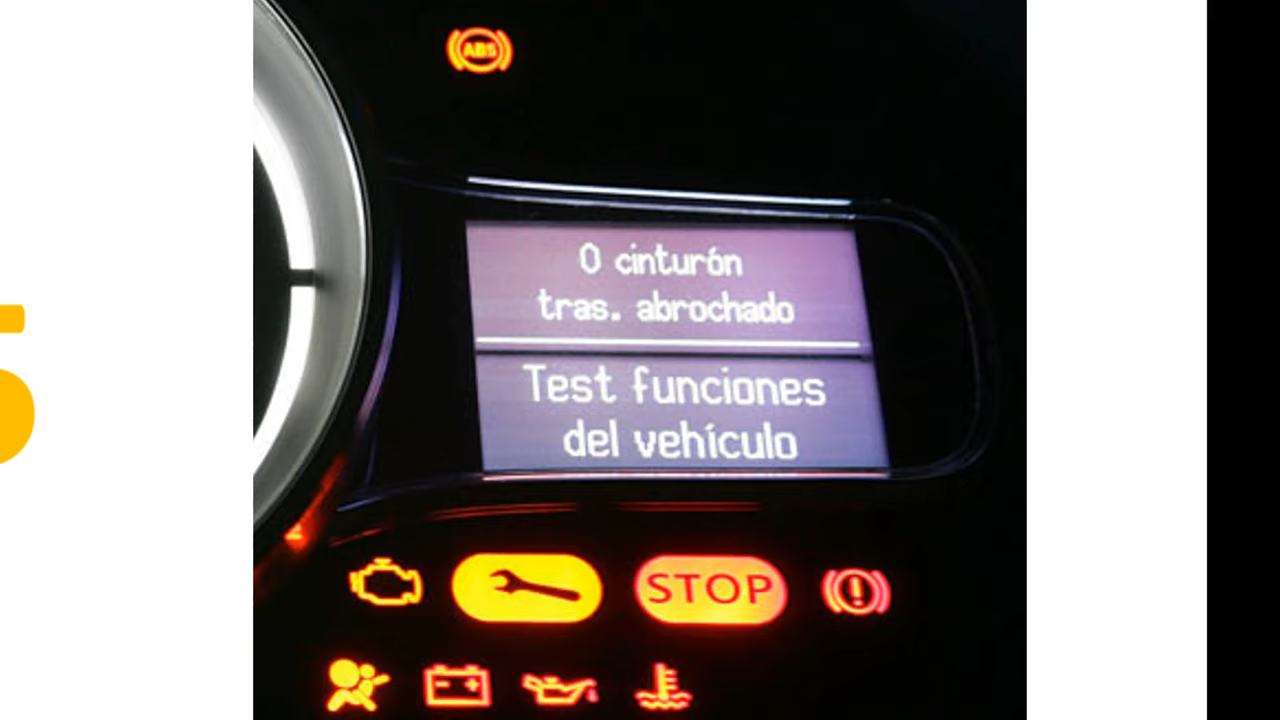 ABS
0 cinturón
tras. abrochado
Test funciones
del vehículo
STOP